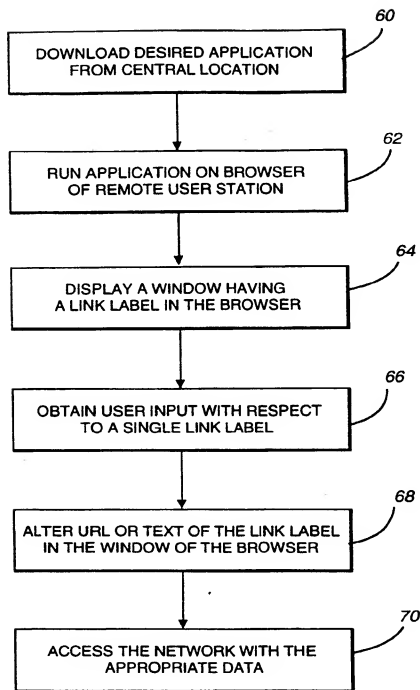 60
DOWNLOAD DESIRED APPLICATION
FROM CENTRAL LOCATION
62
RUN APPLICATION ON BROWSER
OF REMOTE USER STATION
64
DISPLAY A WINDOW HAVING
A LINK LABEL IN THE BROWSER
66
OBTAIN USER INPUT WITH RESPECT
TO A SINGLE LINK LABEL
68
ALTER URL OR TEXT OF THE LINK LABEL
IN THE WINDOW OF THE BROWSER
70
ACCESS THE NETWORK WITH THE
APPROPRIATE DATA